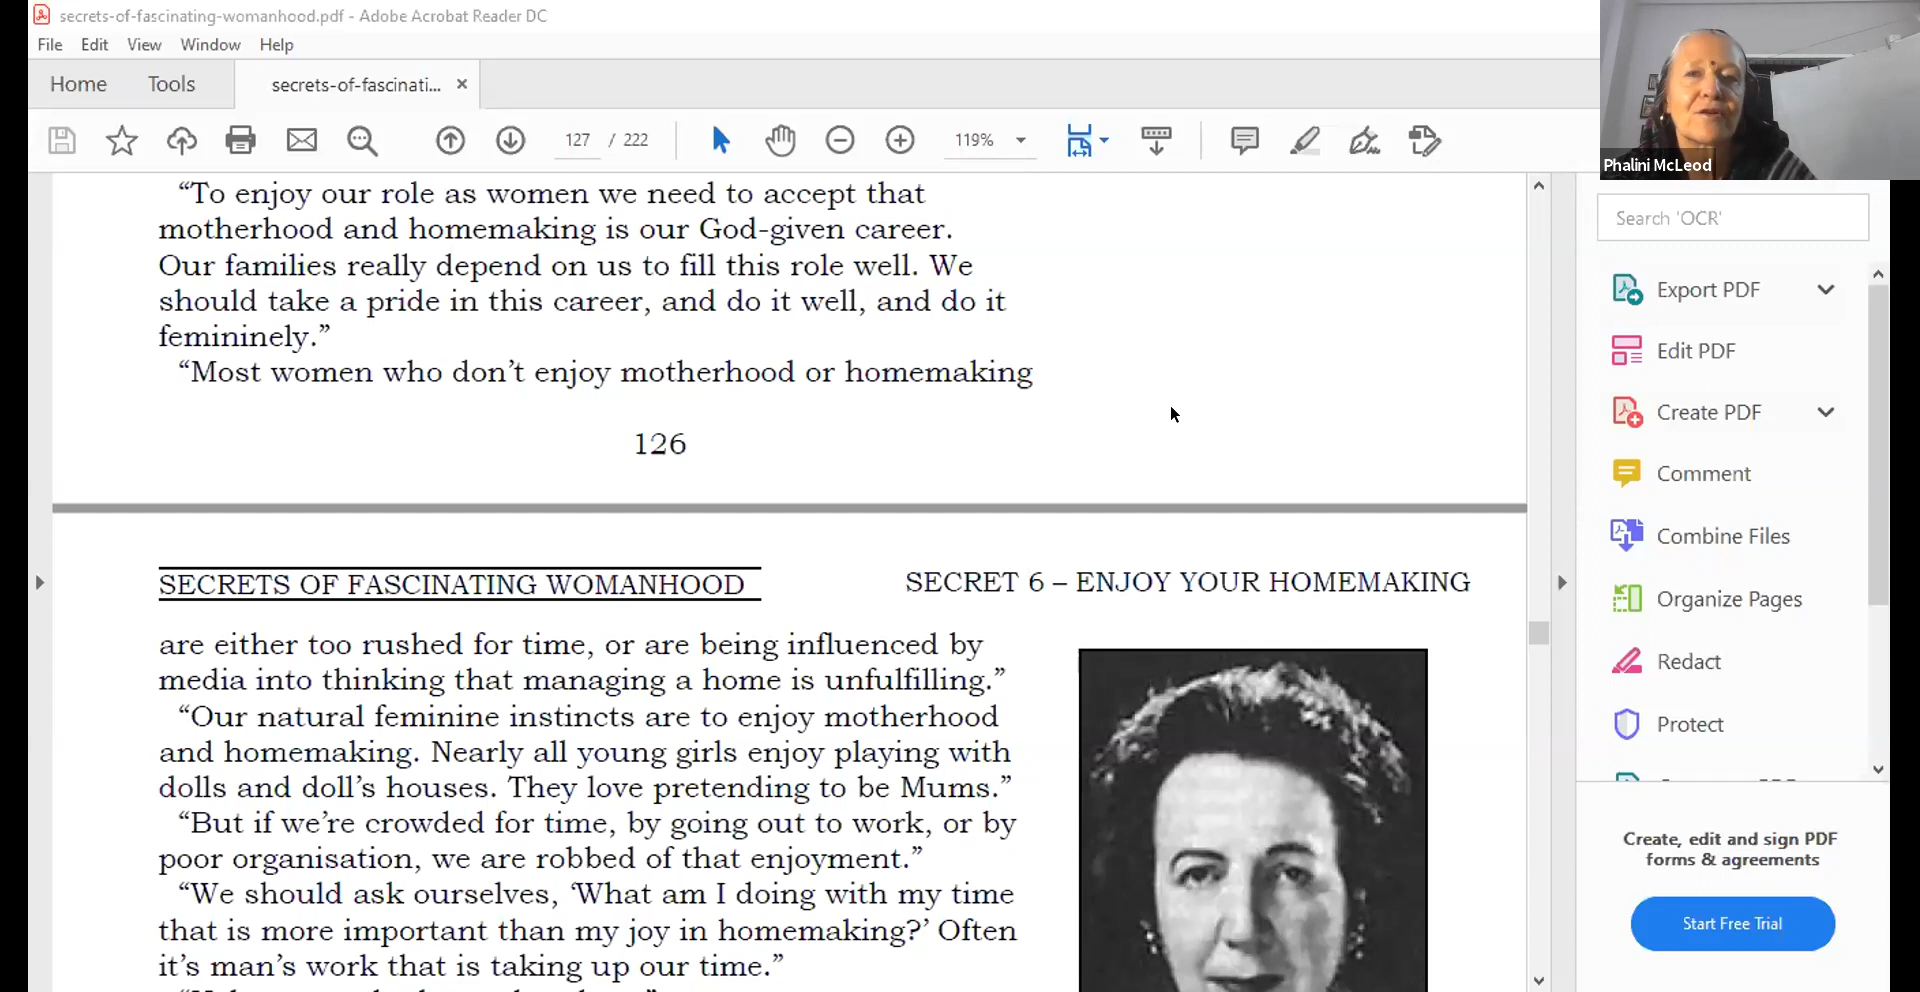 secrets-of-fascinating-womanhood.pdf - Adobe Acrobat Reader DC
File Edit View Window Help
Home Tools secrets-of-fascinati... ×
127 / 222 119%
Phalini McLeod
“To enjoy our role as women we need to accept that
motherhood and homemaking is our God-given career.
Our families really depend on us to fill this role well. We
should take a pride in this career, and do it well, and do it
femininely.”
“Most women who don’t enjoy motherhood or homemaking
126
SECRETS OF FASCINATING WOMANHOOD
SECRET 6 – ENJOY YOUR HOMEMAKING
are either too rushed for time, or are being influenced by
media into thinking that managing a home is unfulfilling.”
“Our natural feminine instincts are to enjoy motherhood
and homemaking. Nearly all young girls enjoy playing with
dolls and doll’s houses. They love pretending to be Mums.”
“But if we’re crowded for time, by going out to work, or by
poor organisation, we are robbed of that enjoyment.”
“We should ask ourselves, ‘What am I doing with my time
that is more important than my joy in homemaking?’ Often
it’s man’s work that is taking up our time.”
Search 'OCR'
Export PDF
Edit PDF
Create PDF
Comment
Combine Files
Organize Pages
Redact
Protect
Create, edit and sign PDF
forms & agreements
Start Free Trial